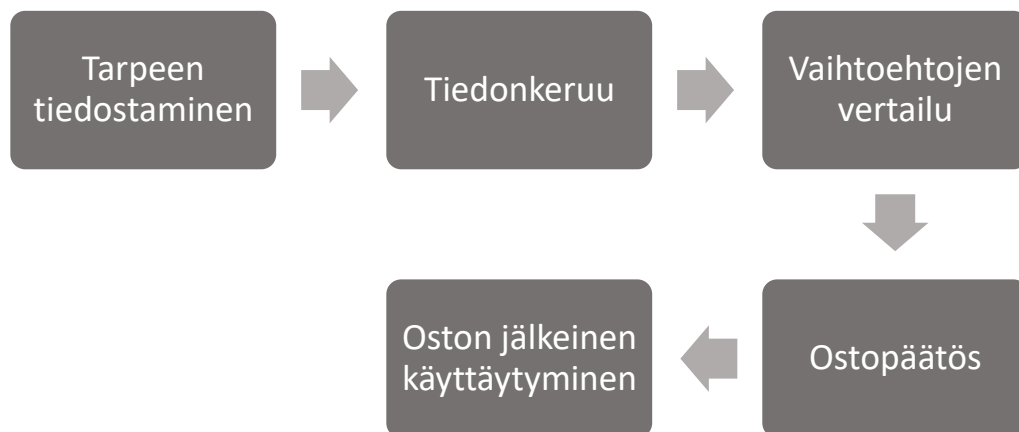 Tarpeen
tiedostaminen
Tiedonkeruu
Vaihtoehtojen
vertailu
Ostopäätös
Oston jälkeinen
käyttäytyminen